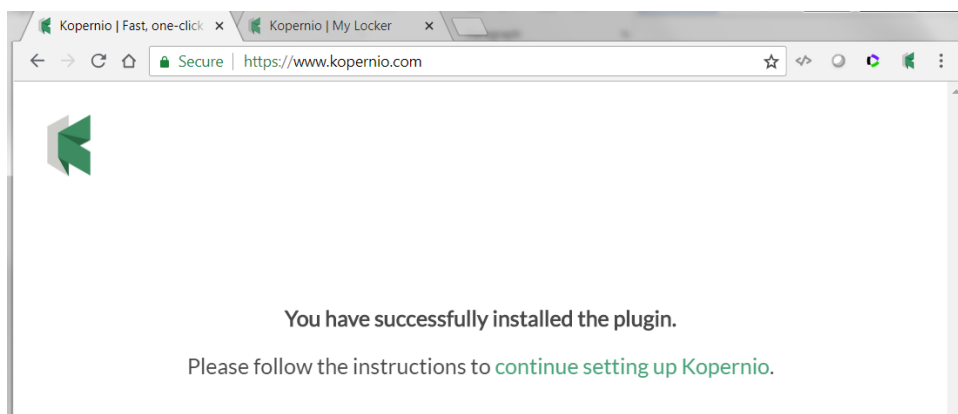 Kopernio | Fast, one-click
Kopernio | My Locker
Secure
https://www.kopernio.com
You have successfully installed the plugin.
Please follow the instructions to continue setting up Kopernio.